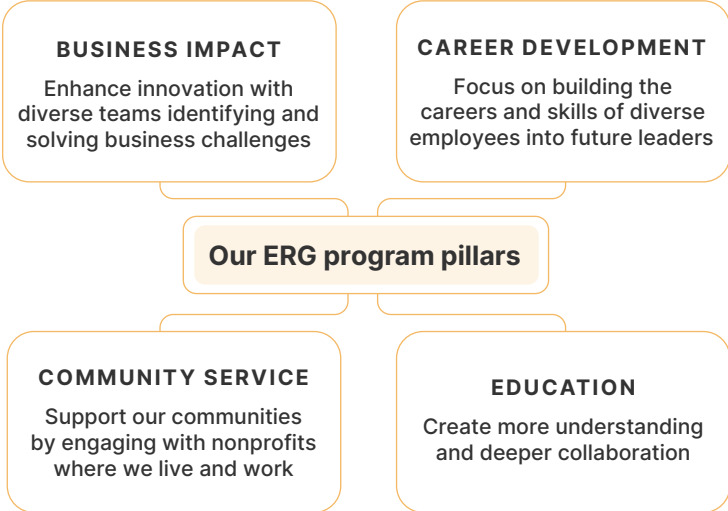 BUSINESS IMPACT
Enhance innovation with
diverse teams identifying and
solving business challenges
CAREER DEVELOPMENT
Focus on building the
careers and skills of diverse
employees into future leaders
Our ERG program pillars
COMMUNITY SERVICE
Support our communities
by engaging with nonprofits
where we live and work
EDUCATION
Create more understanding
and deeper collaboration